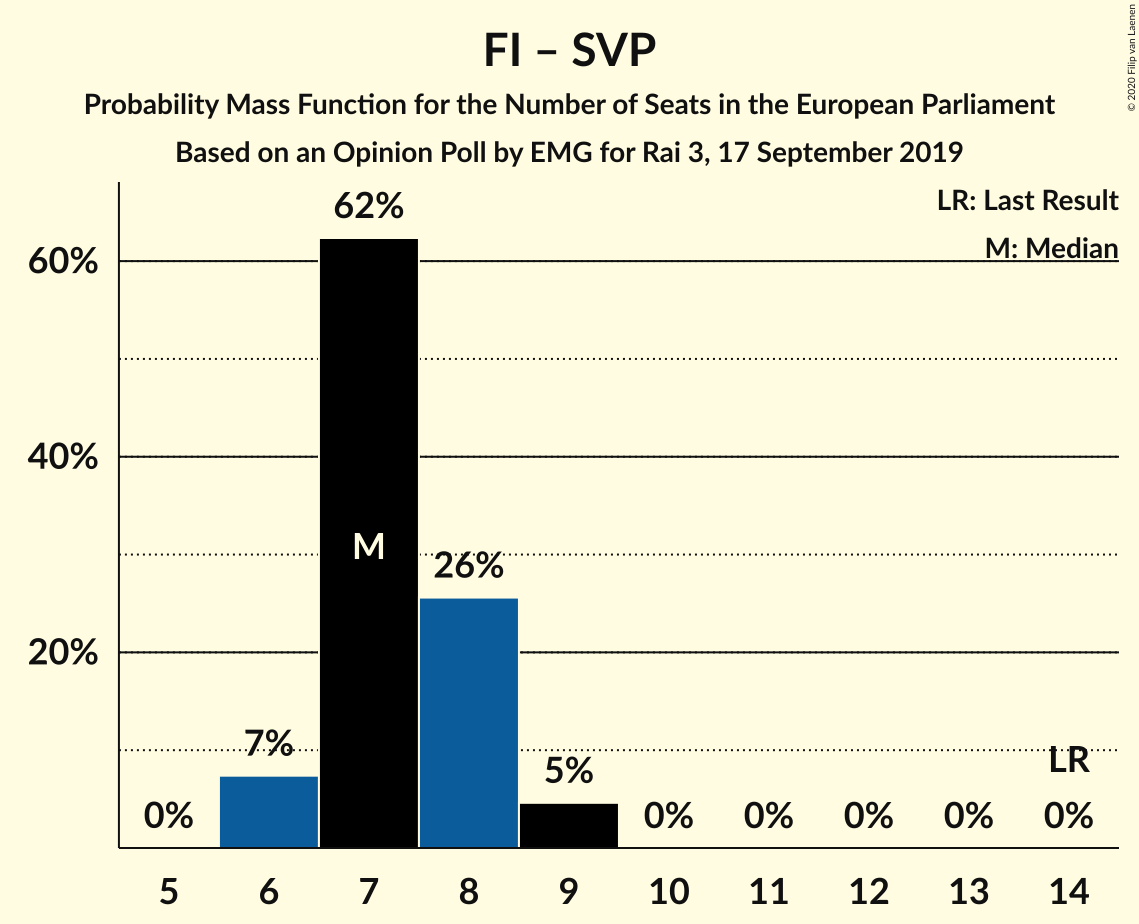 FI – SVP
Probability Mass Function for the Number of Seats in the European Parliament
Based on an Opinion Poll by EMG for Rai 3, 17 September 2019
© 2020 Filip van Laenen
LR: Last Result
M: Median
60%
40%
20%
0%
7%
62%
M
26%
5%
0%
0%
0%
0%
LR
0%
5 6 7 8 9 10 11 12 13 14